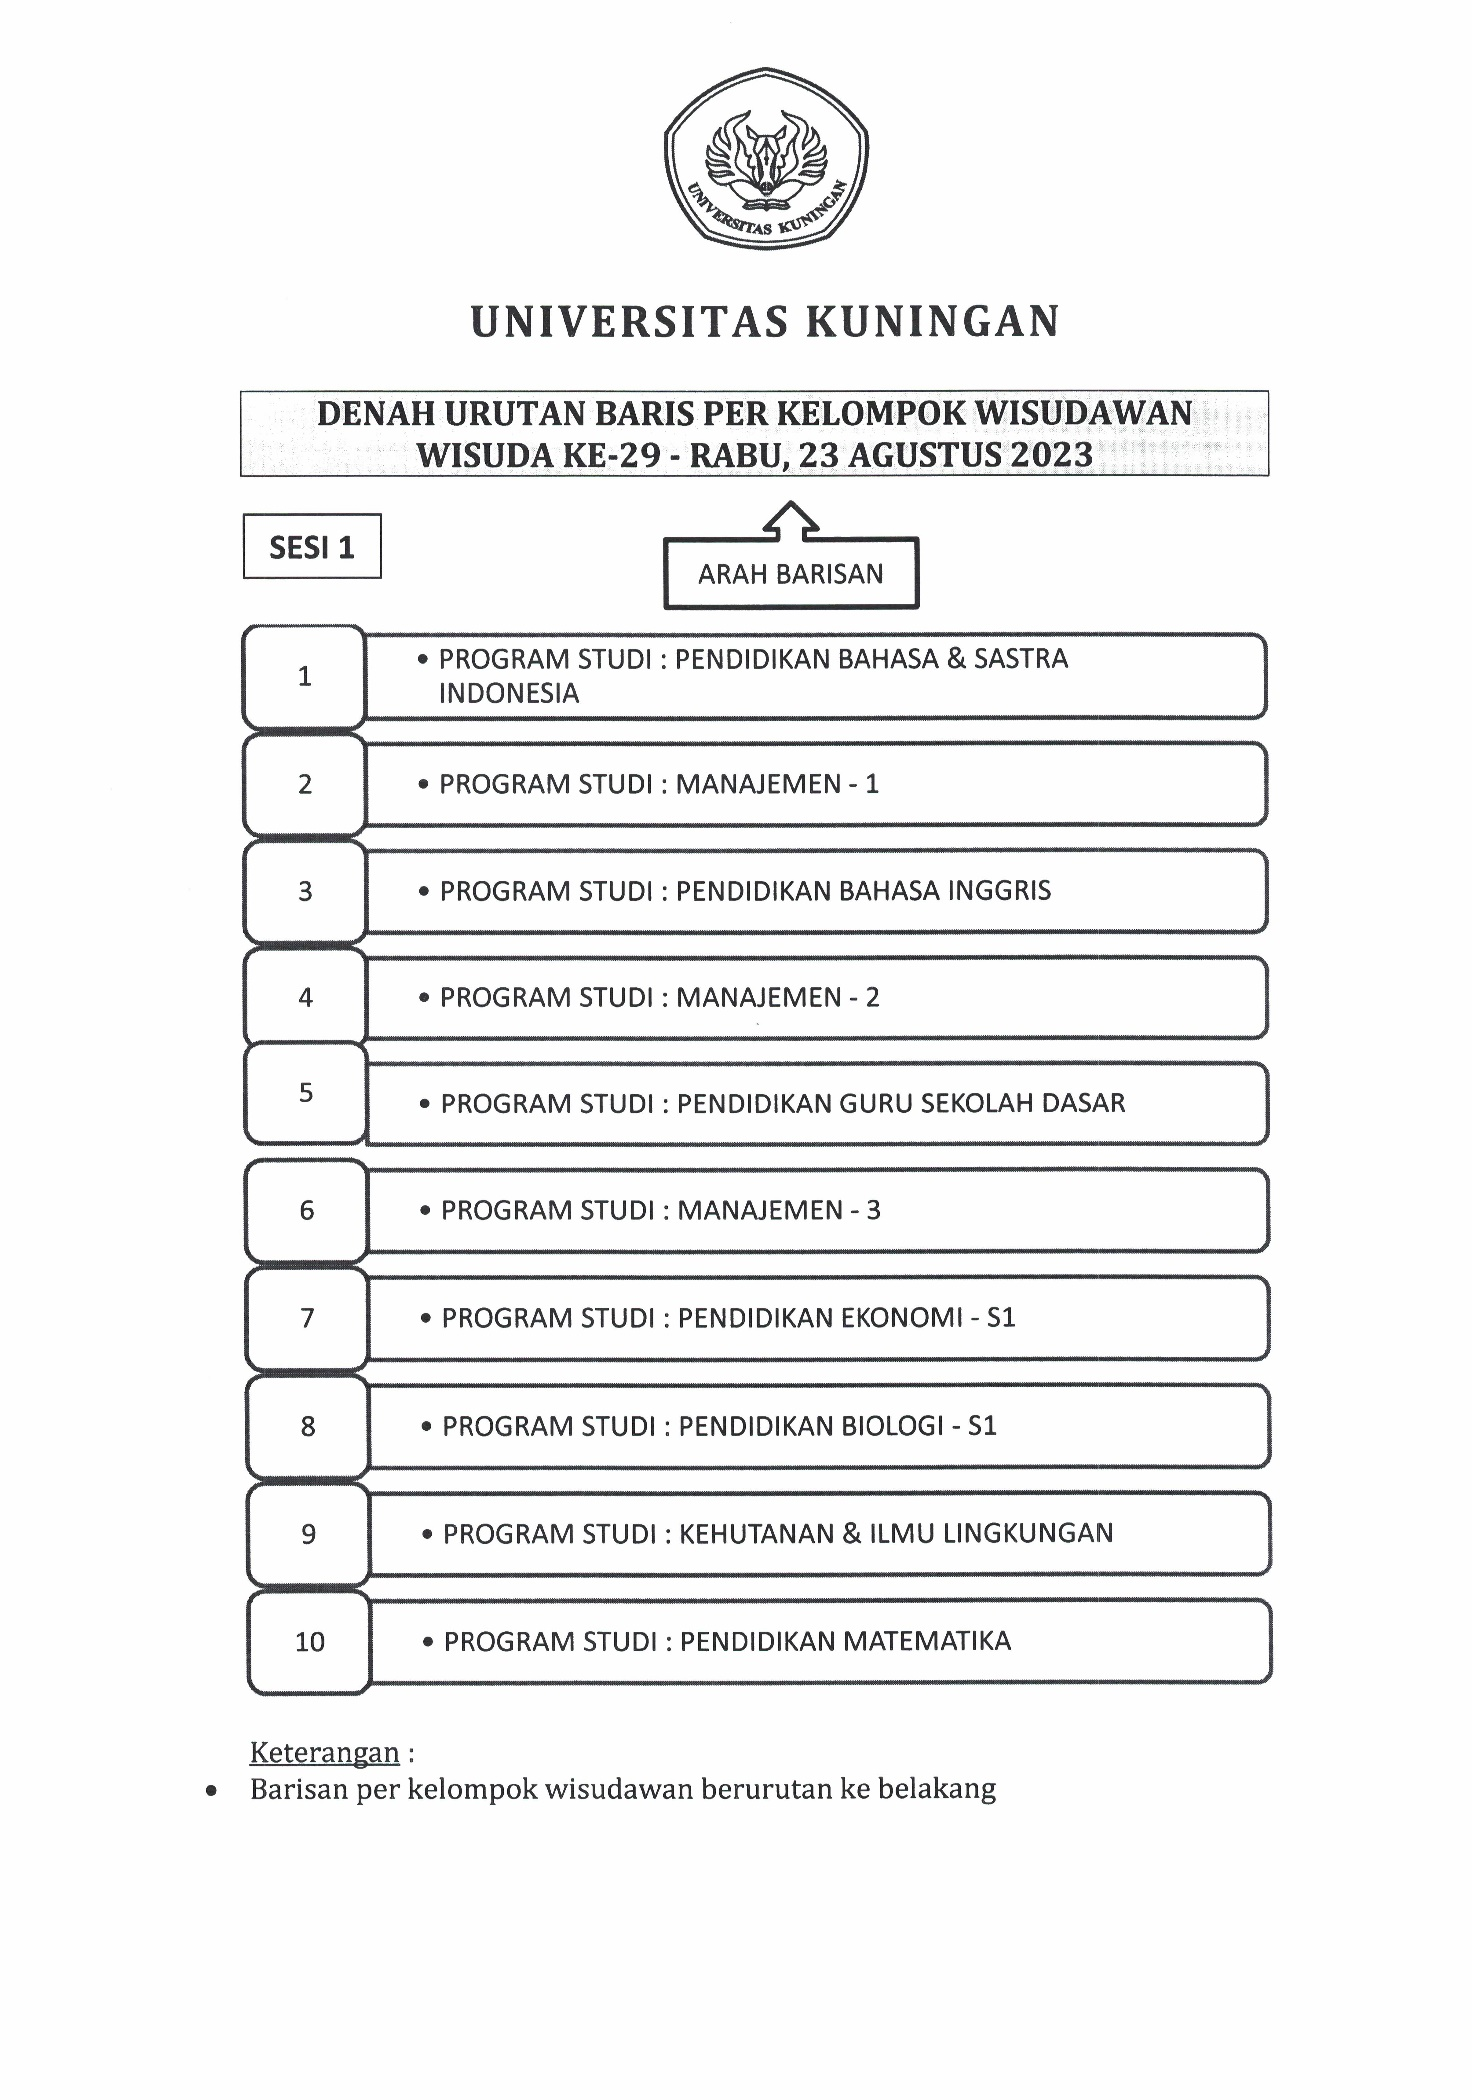 UNIVERSITAS KUNINGAN
UNIVERSITAS KUNINGAN
DENAH URUTAN BARIS PER KELOMPOK WISUDAWAN
WISUDA KE-29 - RABU, 23 AGUSTUS 2023
SESI 1
ARAH BARISAN
1
• PROGRAM STUDI : PENDIDIKAN BAHASA & SASTRA
INDONESIA
2
• PROGRAM STUDI : MANAJEMEN - 1
3
• PROGRAM STUDI : PENDIDIKAN BAHASA INGGRIS
4
• PROGRAM STUDI : MANAJEMEN - 2
5
• PROGRAM STUDI : PENDIDIKAN GURU SEKOLAH DASAR
6
• PROGRAM STUDI : MANAJEMEN - 3
7
• PROGRAM STUDI : PENDIDIKAN EKONOMI - S1
8
• PROGRAM STUDI : PENDIDIKAN BIOLOGI - S1
9
• PROGRAM STUDI : KEHUTANAN & ILMU LINGKUNGAN
10
• PROGRAM STUDI : PENDIDIKAN MATEMATIKA
Keterangan :
• Barisan per kelompok wisudawan berurutan ke belakang